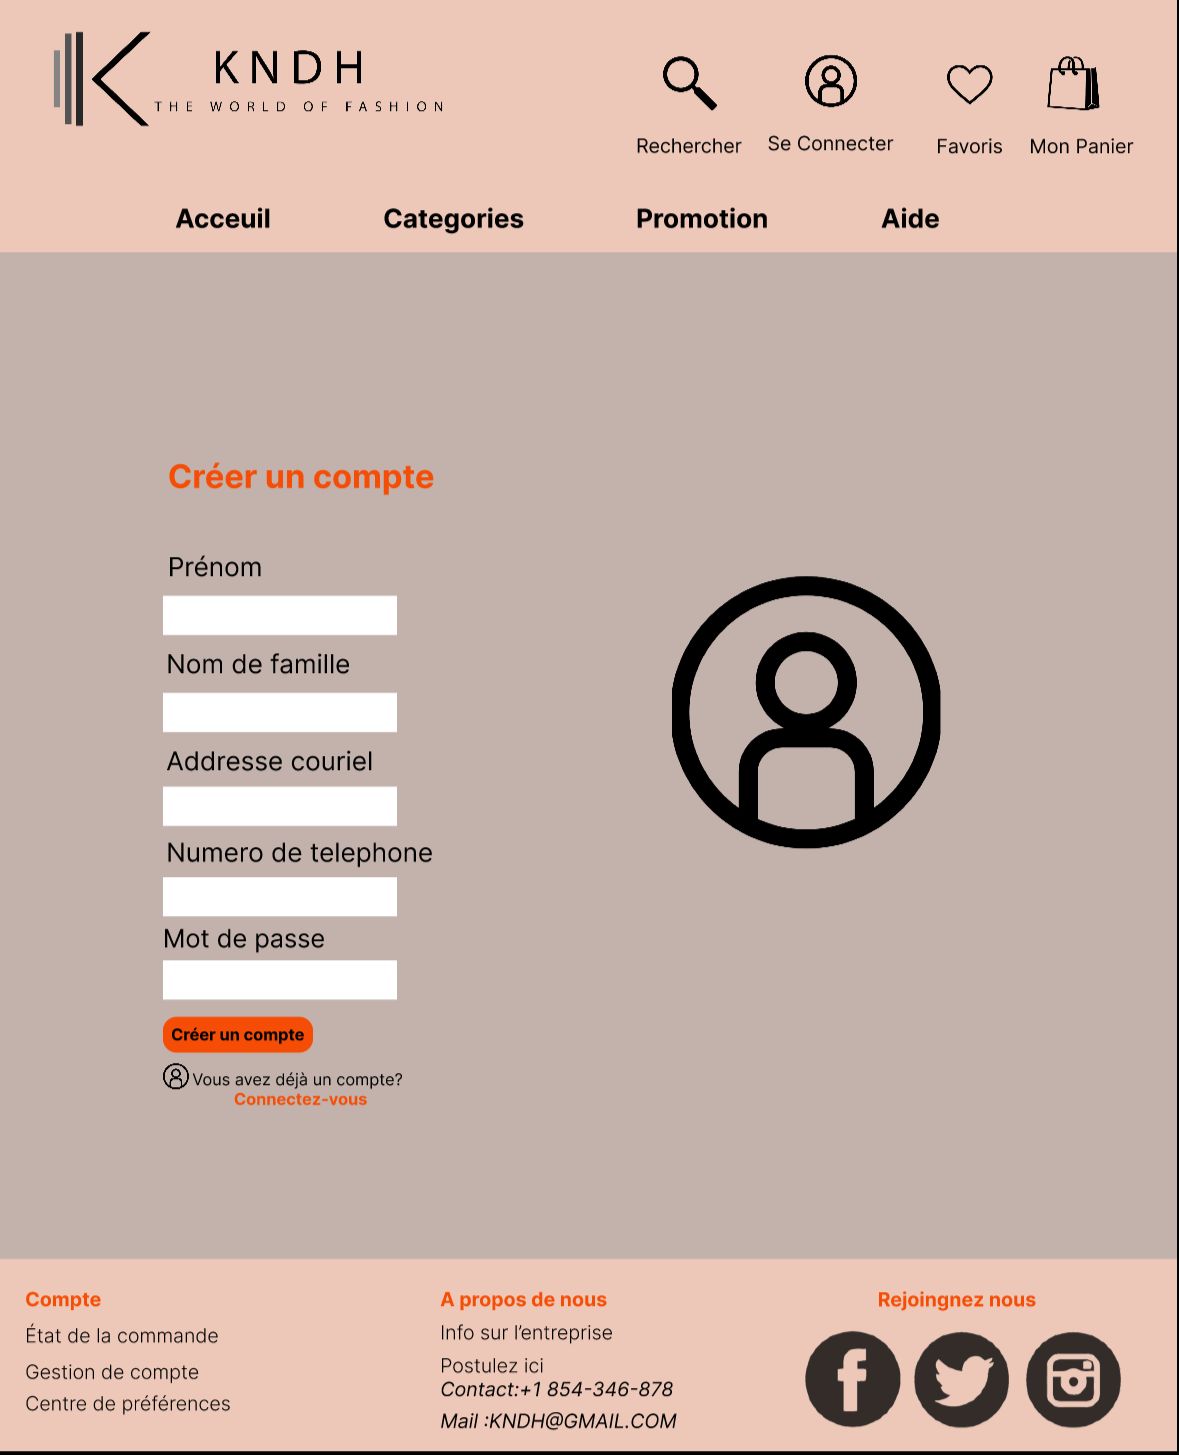 KNDH
THE WORLD OF FASHION
Rechercher
Se Connecter
Favoris
Mon Panier
Acceuil
Categories
Promotion
Aide
Créer un compte
Prénom
Nom de famille
Addresse couriel
Numero de telephone
Mot de passe
Créer un compte
Vous avez déjà un compte?
Connectez-vous
Compte
État de la commande
Gestion de compte
Centre de préférences
A propos de nous
Info sur l'entreprise
Postulez ici
Contact:+1 854-346-878
Mail :KNDH@GMAIL.COM
Rejoingnez nous